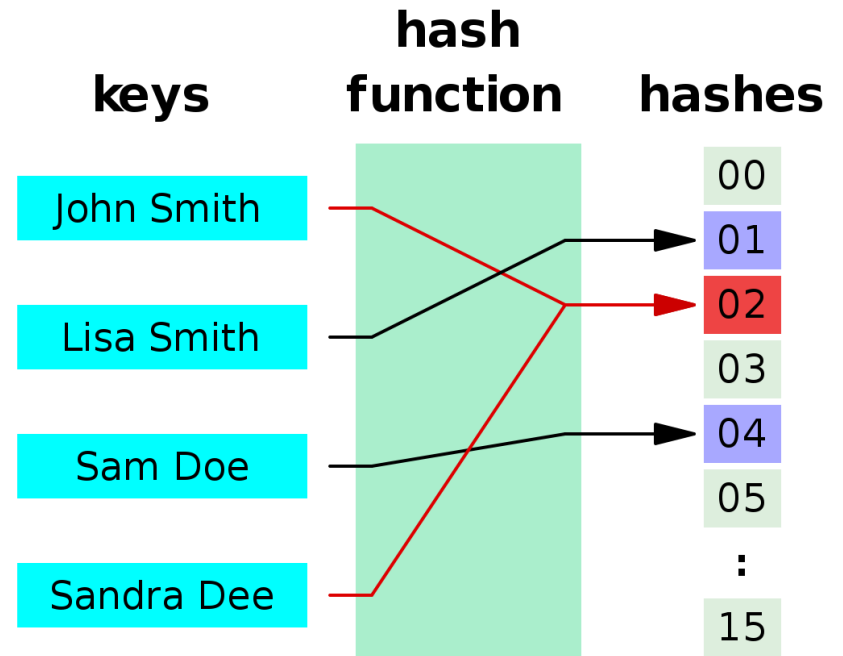 keys
hash
function
hashes
John Smith
Lisa Smith
Sam Doe
Sandra Dee
00
01
02
03
04
05
:
15